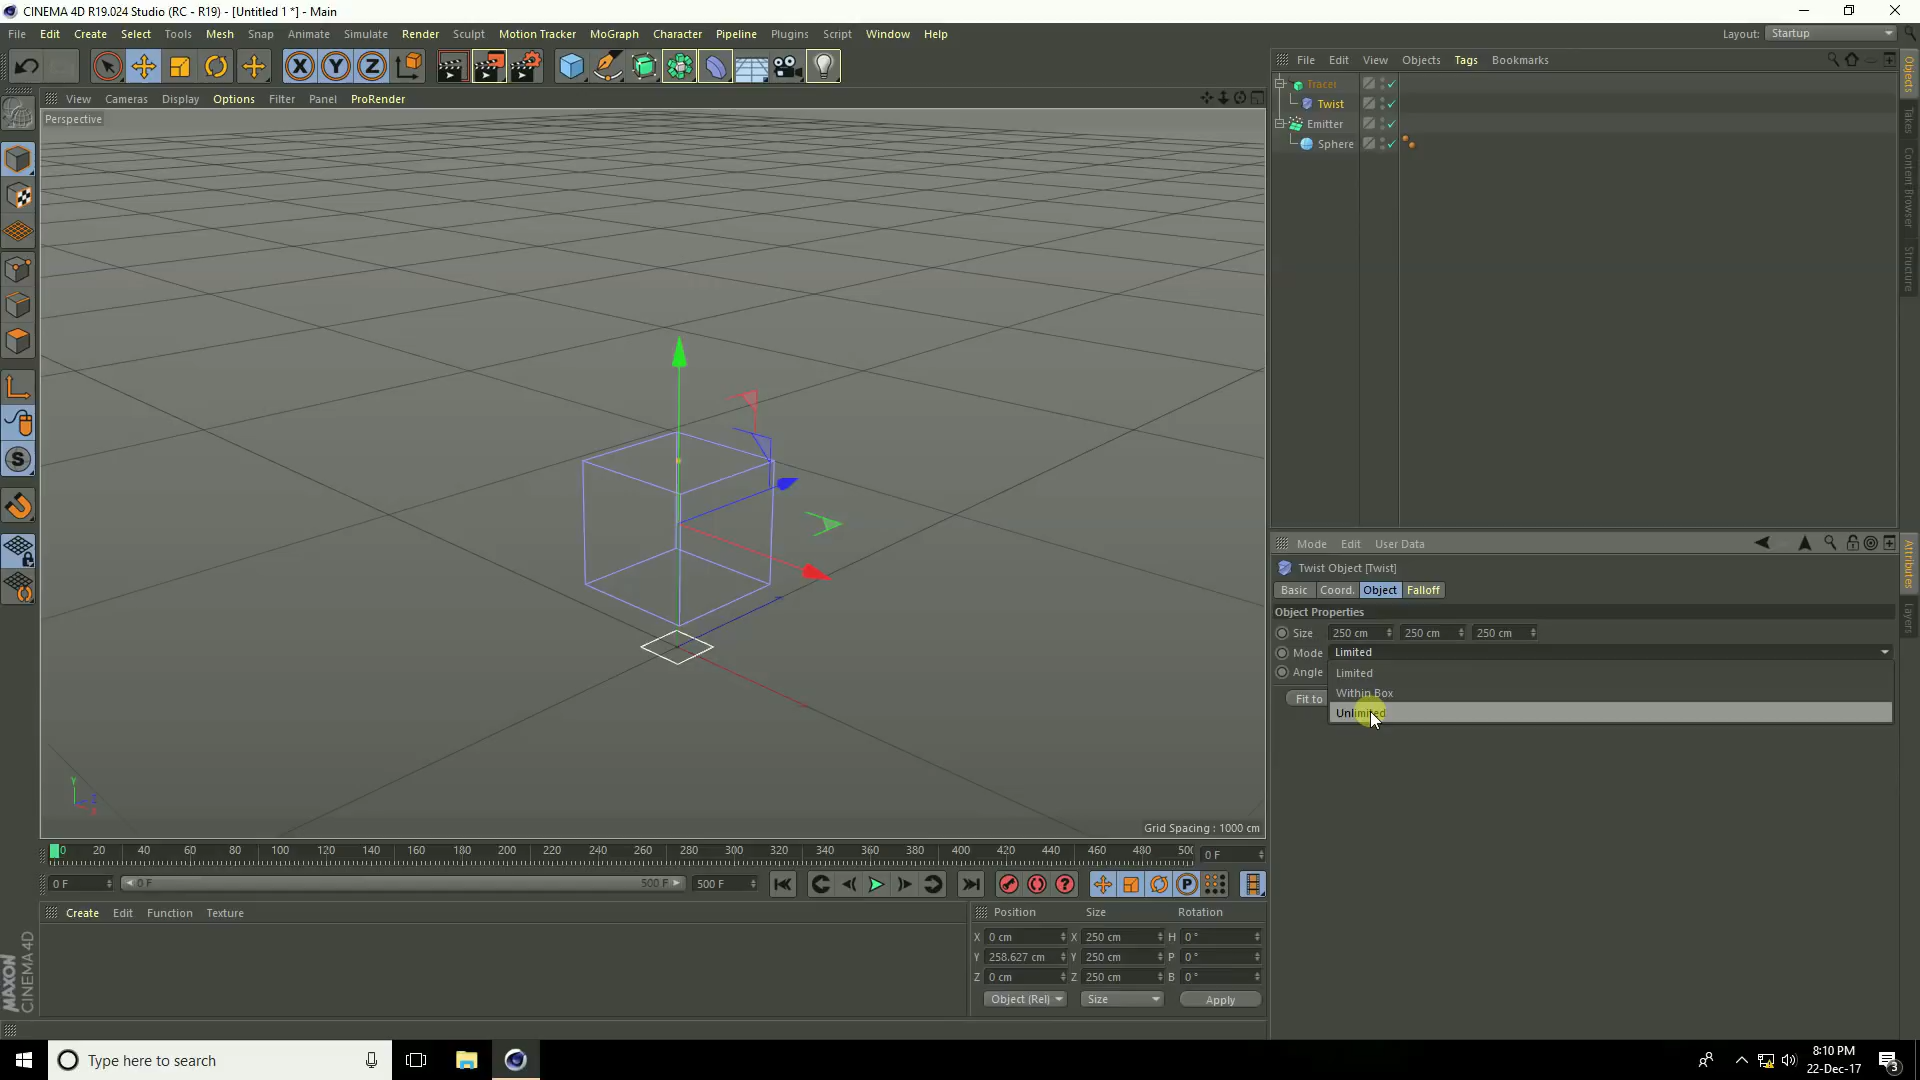 CINEMA 4D R19.024 Studio (RC - R19) - [Untitled 1 *] - Main
File Edit Create Select Tools Mesh Snap Animate Simulate Render Sculpt Motion Tracker MoGraph Character Pipeline Plugins Script Window Help
Layout: Startup
File Edit View Objects Tags Bookmarks
View Cameras Display Options Filter Panel ProRender
Perspective
Tracer
Twist
Emitter
Sphere
Objects
Takes
Content Browser
Structure
Mode Edit User Data
Twist Object [Twist]
Basic Coord. Object Falloff
Object Properties
Size 250 cm 250 cm 250 cm
Mode Limited
Angle
Limited
Within Box
Unlimited
Fit to
Attributes
Layers
X Y Z
S
Y
Z
X
Grid Spacing : 1000 cm
0 20 40 60 80 100 120 140 160 180 200 220 240 260 280 300 320 340 360 380 400 420 440 460 480 500
0 F
0 F 0 F 500 F 500 F
P
Create Edit Function Texture
Position Size Rotation
X 0 cm X 250 cm H 0 °
Y 258.627 cm Y 250 cm P 0 °
Z 0 cm Z 250 cm B 0 °
Object (Rel) Size Apply
MAXON
CINEMA 4D
Type here to search
8:10 PM
22-Dec-17
3